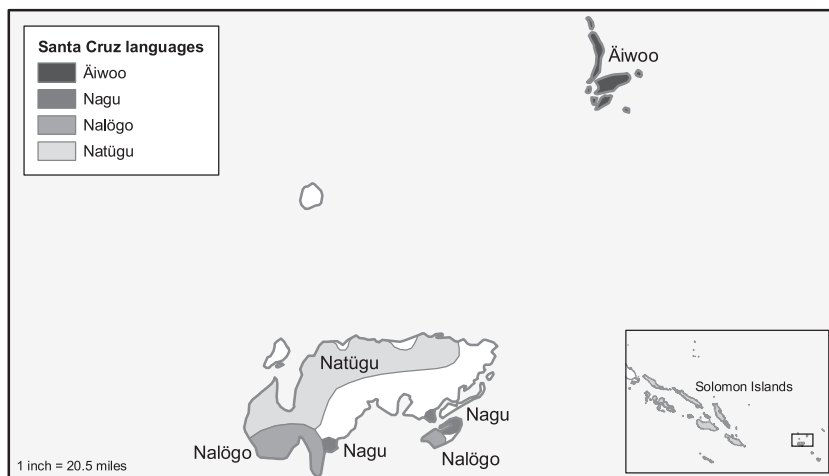 Santa Cruz languages
Äiwoo
Nagu
Nalögo
Natügu
Äiwoo
Natügu
Nagu
Nalögo
Nagu
Nalögo
Solomon Islands
1 inch = 20.5 miles